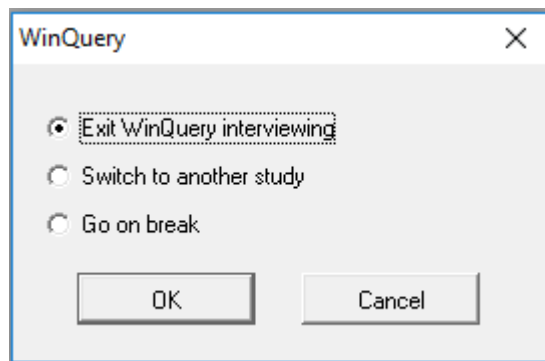 WinQuery
Exit WinQuery interviewing
Switch to another study
Go on break
OK Cancel